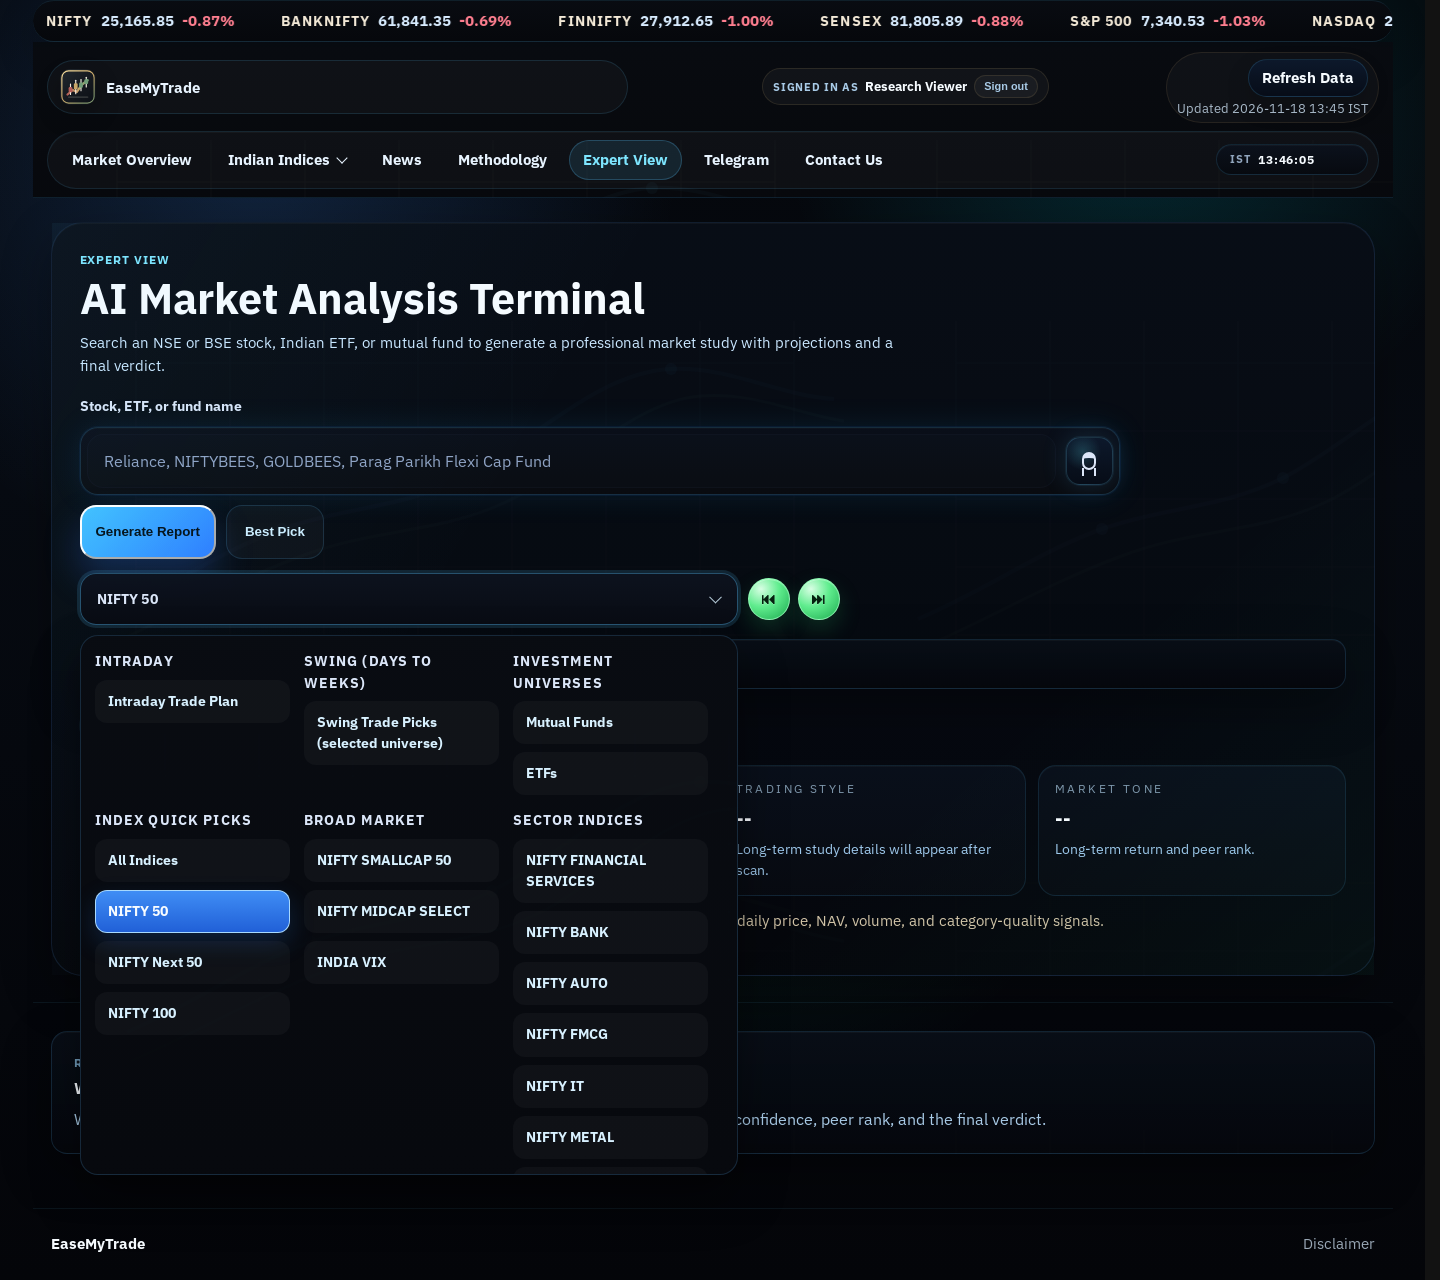 NIFTY 25,165.85 -0.87% BANKNIFTY 61,841.35 -0.69% FINNIFTY 27,912.65 -1.00% SENSEX 81,805.89 -0.88% S&P 500 7,340.53 -1.03% NASDAQ 2
EaseMyTrade
SIGNED IN AS Research Viewer Sign out
Refresh Data
Updated 2026-11-18 13:45 IST
Market Overview Indian Indices News Methodology Expert View Telegram Contact Us IST 13:46:05
EXPERT VIEW
AI Market Analysis Terminal
Search an NSE or BSE stock, Indian ETF, or mutual fund to generate a professional market study with projections and a
final verdict.
Stock, ETF, or fund name
Reliance, NIFTYBEES, GOLDBEES, Parag Parikh Flexi Cap Fund
Generate Report Best Pick
NIFTY 50
INTRADAY
Intraday Trade Plan
SWING (DAYS TO
WEEKS)
Swing Trade Picks
(selected universe)
INVESTMENT
UNIVERSES
Mutual Funds
ETFs
INDEX QUICK PICKS
All Indices
NIFTY 50
NIFTY Next 50
NIFTY 100
BROAD MARKET
NIFTY SMALLCAP 50
NIFTY MIDCAP SELECT
INDIA VIX
SECTOR INDICES
NIFTY FINANCIAL
SERVICES
NIFTY BANK
NIFTY AUTO
NIFTY FMCG
NIFTY IT
NIFTY METAL
TRADING STYLE
--
Long-term study details will appear after
scan.
MARKET TONE
--
Long-term return and peer rank.
daily price, NAV, volume, and category-quality signals.
confidence, peer rank, and the final verdict.
EaseMyTrade
Disclaimer